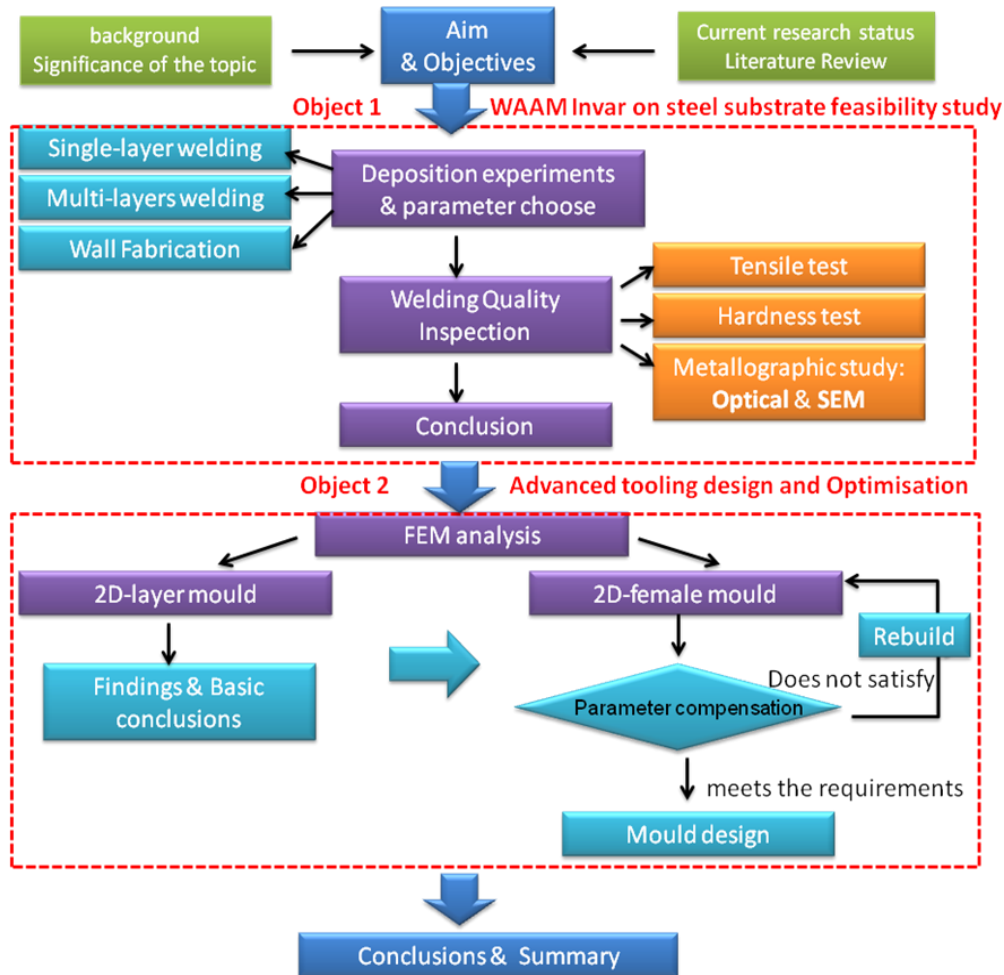 background
Significance of the topic
Aim
& Objectives
Current research status
Literature Review
Object 1
WAAM Invar on steel substrate feasibility study
Single-layer welding
Multi-layers welding
Wall Fabrication
Deposition experiments
& parameter choose
Welding Quality
Inspection
Tensile test
Hardness test
Metallographic study:
Optical & SEM
Conclusion
Object 2
Advanced tooling design and Optimisation
FEM analysis
2D-layer mould
2D-female mould
Rebuild
Findings & Basic
conclusions
Does not satisfy
Parameter compensation
meets the requirements
Mould design
Conclusions & Summary